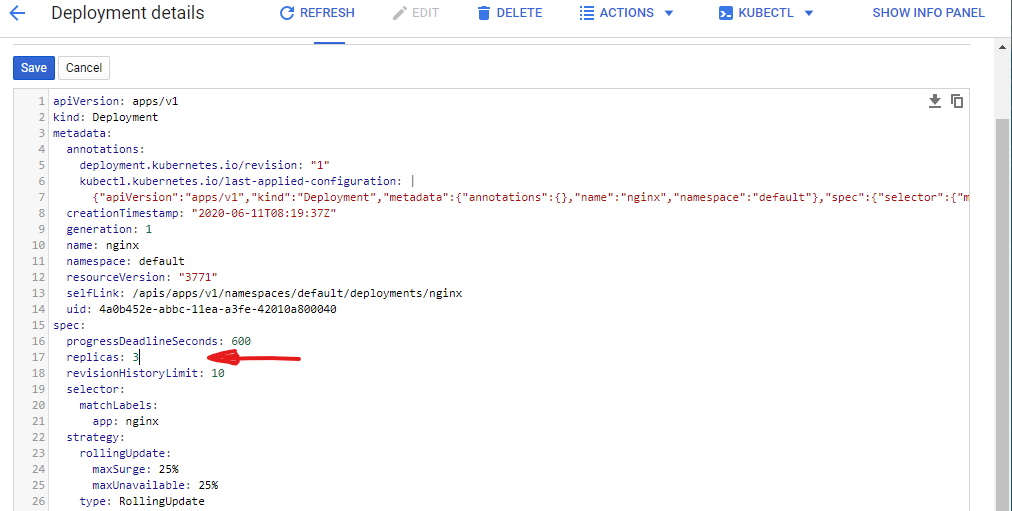 Deployment details REFRESH EDIT DELETE ACTIONS KUBECTL SHOW INFO PANEL
Save Cancel
1 apiVersion: apps/v1
2 kind: Deployment
3 metadata:
4 annotations:
5 deployment.kubernetes.io/revision: "1"
6 kubectl.kubernetes.io/last-applied-configuration: |
7 {"apiVersion":"apps/v1","kind":"Deployment","metadata":{"annotations":{},"name":"nginx","namespace":"default"},"spec":{"selector":{"m
8 creationTimestamp: "2020-06-11T08:19:37Z"
9 generation: 1
10 name: nginx
11 namespace: default
12 resourceVersion: "3771"
13 selfLink: /apis/apps/v1/namespaces/default/deployments/nginx
14 uid: 4a0b452e-abbc-11ea-a3fe-42010a800040
15 spec:
16 progressDeadlineSeconds: 600
17 replicas: 3
18 revisionHistoryLimit: 10
19 selector:
20 matchLabels:
21 app: nginx
22 strategy:
23 rollingUpdate:
24 maxSurge: 25%
25 maxUnavailable: 25%
26 type: RollingUpdate